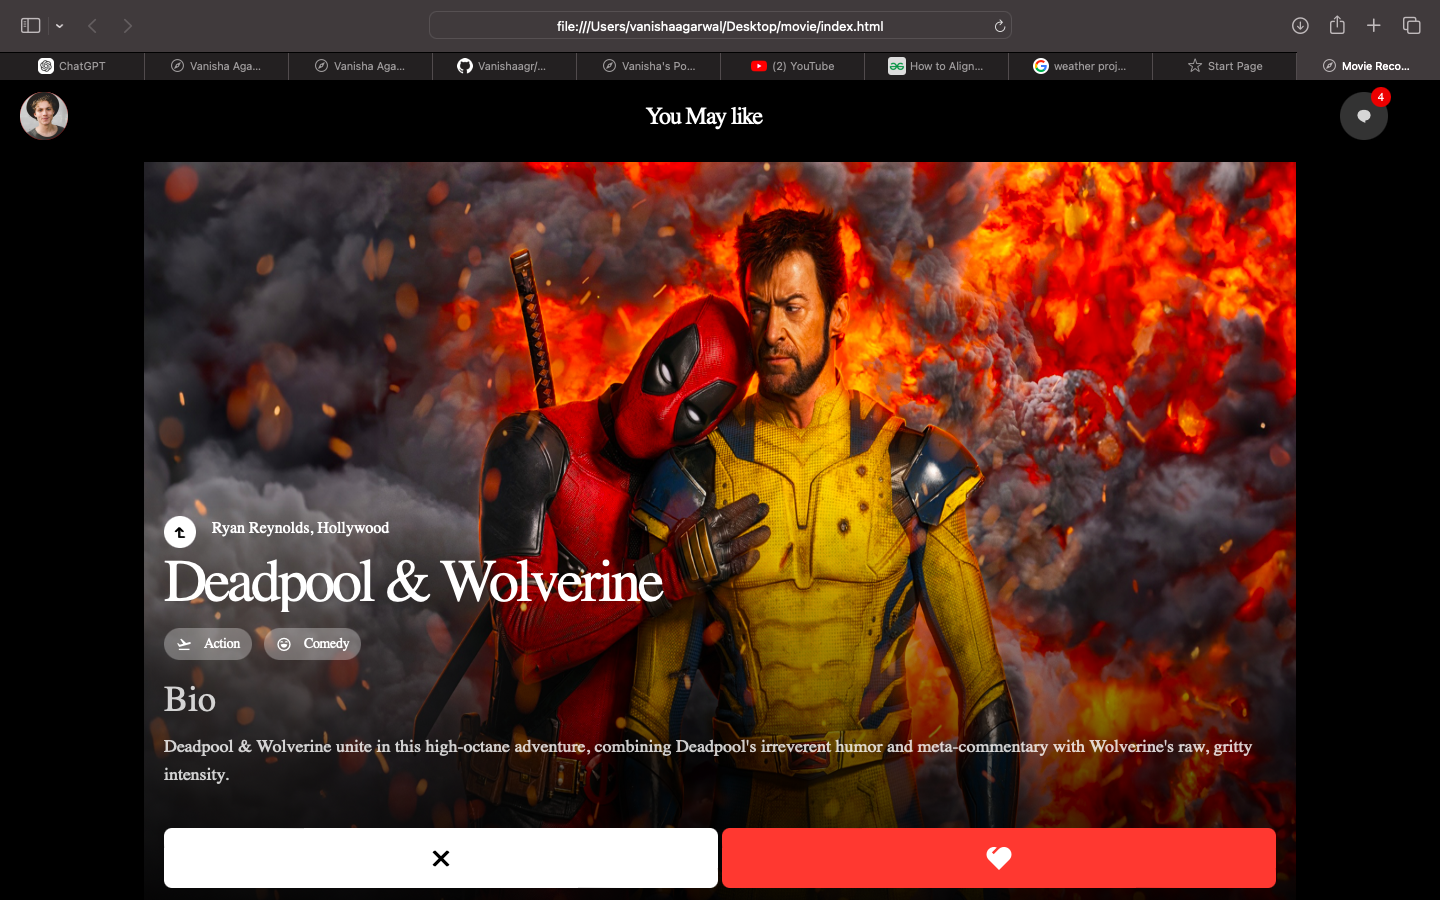 file:///Users/vanishaagarwal/Desktop/movie/index.html
ChatGPT
Vanisha Aga...
Vanisha Aga...
Vanishaagr/...
Vanisha's Po...
(2) YouTube
How to Align...
weather proj...
Start Page
Movie Reco...
You May like
4
Ryan Reynolds, Hollywood
Deadpool & Wolverine
Action
Comedy
Bio
Deadpool & Wolverine unite in this high-octane adventure, combining Deadpool's irreverent humor and meta-commentary with Wolverine's raw, gritty
intensity.